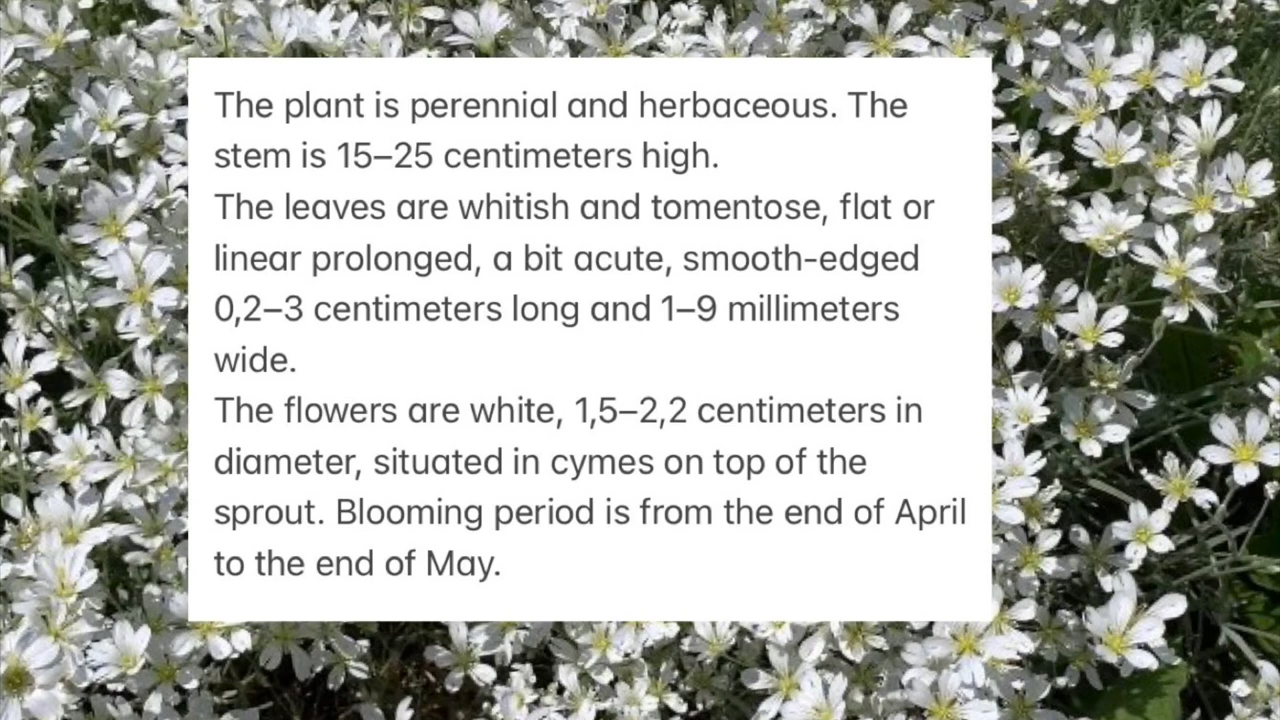 The plant is perennial and herbaceous. The
stem is 15–25 centimeters high.
The leaves are whitish and tomentose, flat or
linear prolonged, a bit acute, smooth-edged
0,2–3 centimeters long and 1–9 millimeters
wide.
The flowers are white, 1,5–2,2 centimeters in
diameter, situated in cymes on top of the
sprout. Blooming period is from the end of April
to the end of May.